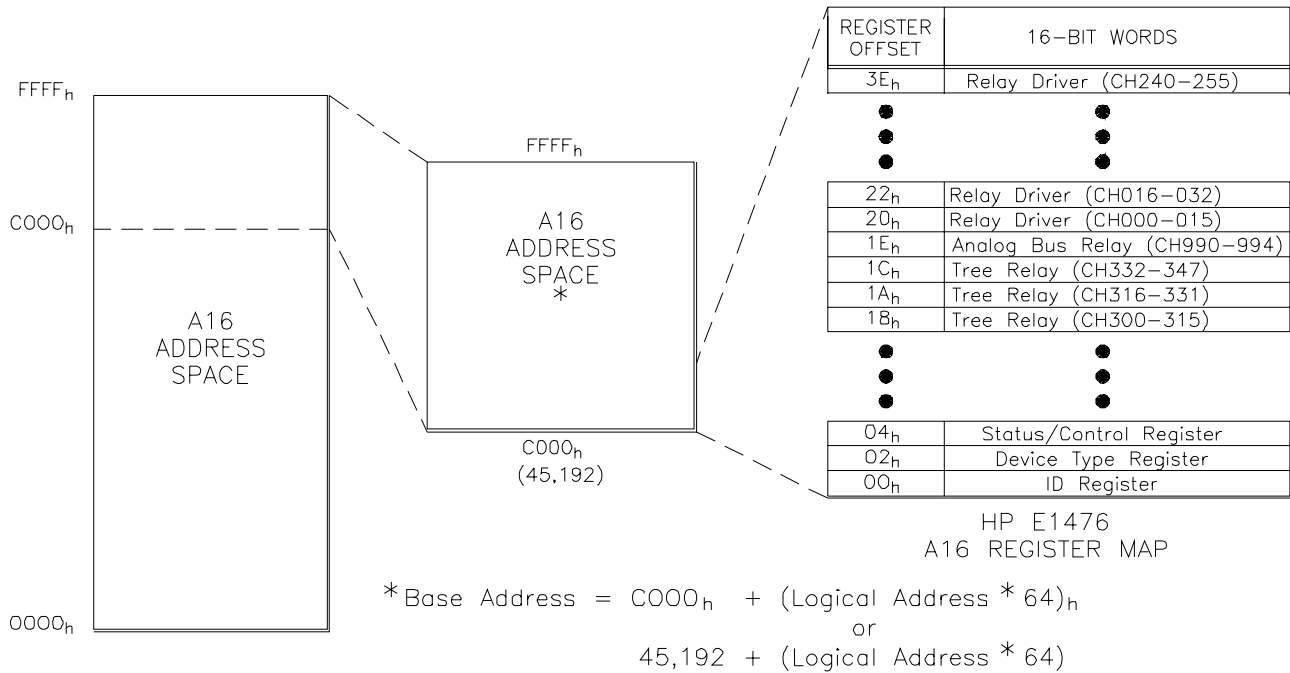 FFFFh
C000h
A16
ADDRESS
SPACE
0000h
FFFFh
A16
ADDRESS
SPACE
*
C000h
(45,192)
REGISTER OFFSET 16-BIT WORDS
3Eh Relay Driver (CH240-255)
22h Relay Driver (CH016-032)
20h Relay Driver (CH000-015)
1Eh Analog Bus Relay (CH990-994)
1Ch Tree Relay (CH332-347)
1Ah Tree Relay (CH316-331)
18h Tree Relay (CH300-315)
04h Status/Control Register
02h Device Type Register
00h ID Register
HP E1476
A16 REGISTER MAP
*Base Address = C000h + (Logical Address * 64)h
or
45,192 + (Logical Address * 64)